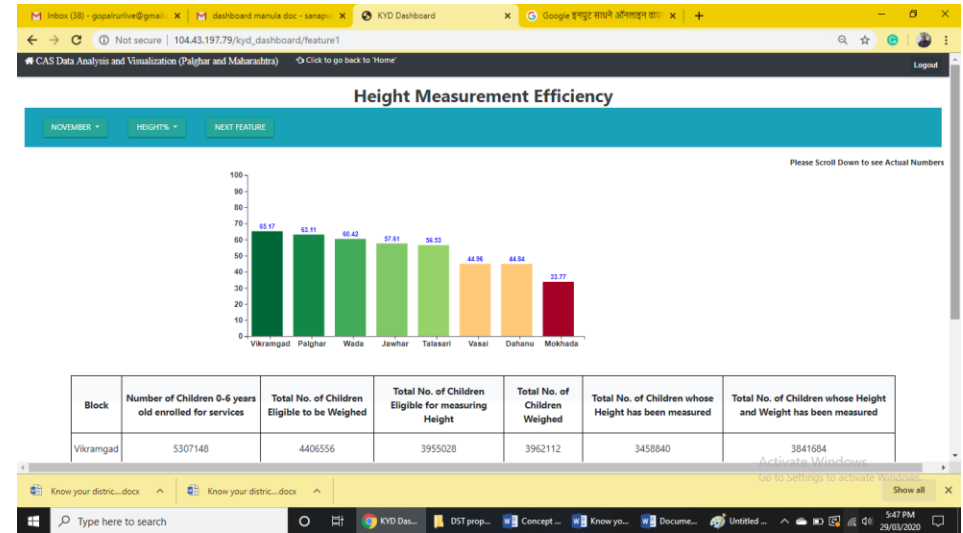 Inbox (38) - gopalrurlive@gmail.
dashboard manula doc - sanapv
KYD Dashboard
Google इनपुट साधने ऑनलाइन वाप
Not secure | 104.43.197.79/kyd_dashboard/feature1
CAS Data Analysis and Visualization (Palghar and Maharashtra)
Click to go back to 'Home'
Logout
Height Measurement Efficiency
NOVEMBER
HEIGHT%
NEXT FEATURE
Please Scroll Down to see Actual Numbers
100
90
80
70
60
50
40
30
20
10
0
65.17
63.11
60.42
57.61
56.53
44.96
44.84
33.77
Vikramgad Palghar Wada Jawhar Talasari Vasai Dahanu Mokhada
Block
Number of Children 0-6 years
old enrolled for services
Total No. of Children
Eligible to be Weighed
Total No. of Children
Eligible for measuring
Height
Total No. of
Children
Weighed
Total No. of Children whose
Height has been measured
Total No. of Children whose Height
and Weight has been measured
Vikramgad 5307148 4406556 3955028 3962112 3458840 3841684
Activate Windows
Go to Settings to activate Windows.
Know your distric....docx
Know your distric....docx
Show all
Type here to search
KYD Das...
DST prop...
Concept ...
Know yo...
Docume...
Untitled ...
5:47 PM
29/03/2020